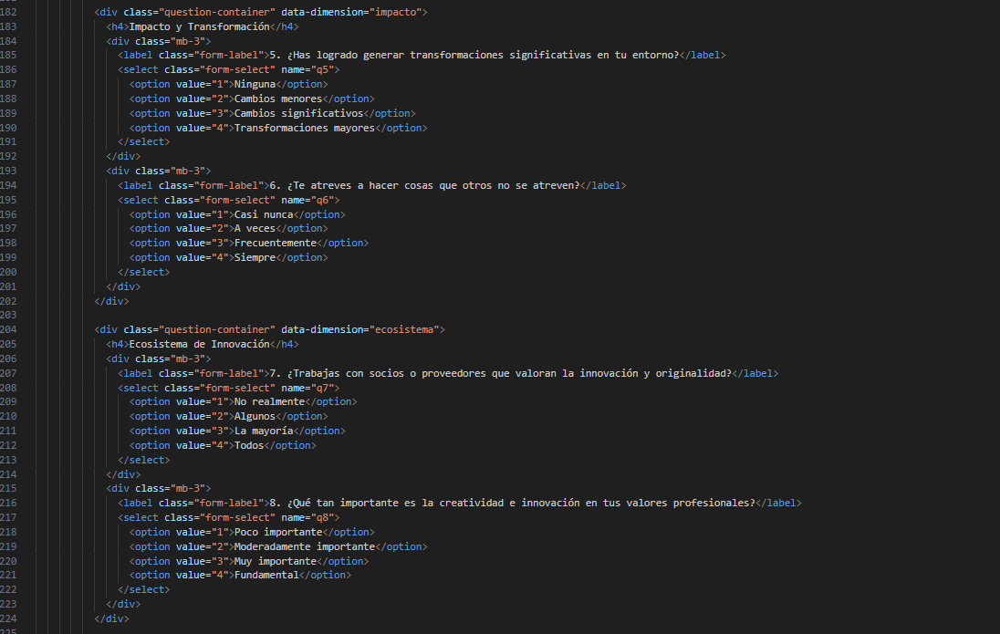 182 <div class="question-container" data-dimension="impacto">
183 <h4>Impacto y Transformación</h4>
184 <div class="mb-3">
185 <label class="form-label">5. ¿Has logrado generar transformaciones significativas en tu entorno?</label>
186 <select class="form-select" name="q5">
187 <option value="1">Ninguna</option>
188 <option value="2">Cambios menores</option>
189 <option value="3">Cambios significativos</option>
190 <option value="4">Transformaciones mayores</option>
191 </select>
192 </div>
193 <div class="mb-3">
194 <label class="form-label">6. ¿Te atreves a hacer cosas que otros no se atreven?</label>
195 <select class="form-select" name="q6">
196 <option value="1">Casi nunca</option>
197 <option value="2">A veces</option>
198 <option value="3">Frecuentemente</option>
199 <option value="4">Siempre</option>
200 </select>
201 </div>
202 </div>
203
204 <div class="question-container" data-dimension="ecosistema">
205 <h4>Ecosistema de Innovación</h4>
206 <div class="mb-3">
207 <label class="form-label">7. ¿Trabajas con socios o proveedores que valoran la innovación y originalidad?</label>
208 <select class="form-select" name="q7">
209 <option value="1">No realmente</option>
210 <option value="2">Algunos</option>
211 <option value="3">La mayoría</option>
212 <option value="4">Todos</option>
213 </select>
214 </div>
215 <div class="mb-3">
216 <label class="form-label">8. ¿Qué tan importante es la creatividad e innovación en tus valores profesionales?</label>
217 <select class="form-select" name="q8">
218 <option value="1">Poco importante</option>
219 <option value="2">Moderadamente importante</option>
220 <option value="3">Muy importante</option>
221 <option value="4">Fundamental</option>
222 </select>
223 </div>
224 </div>
225